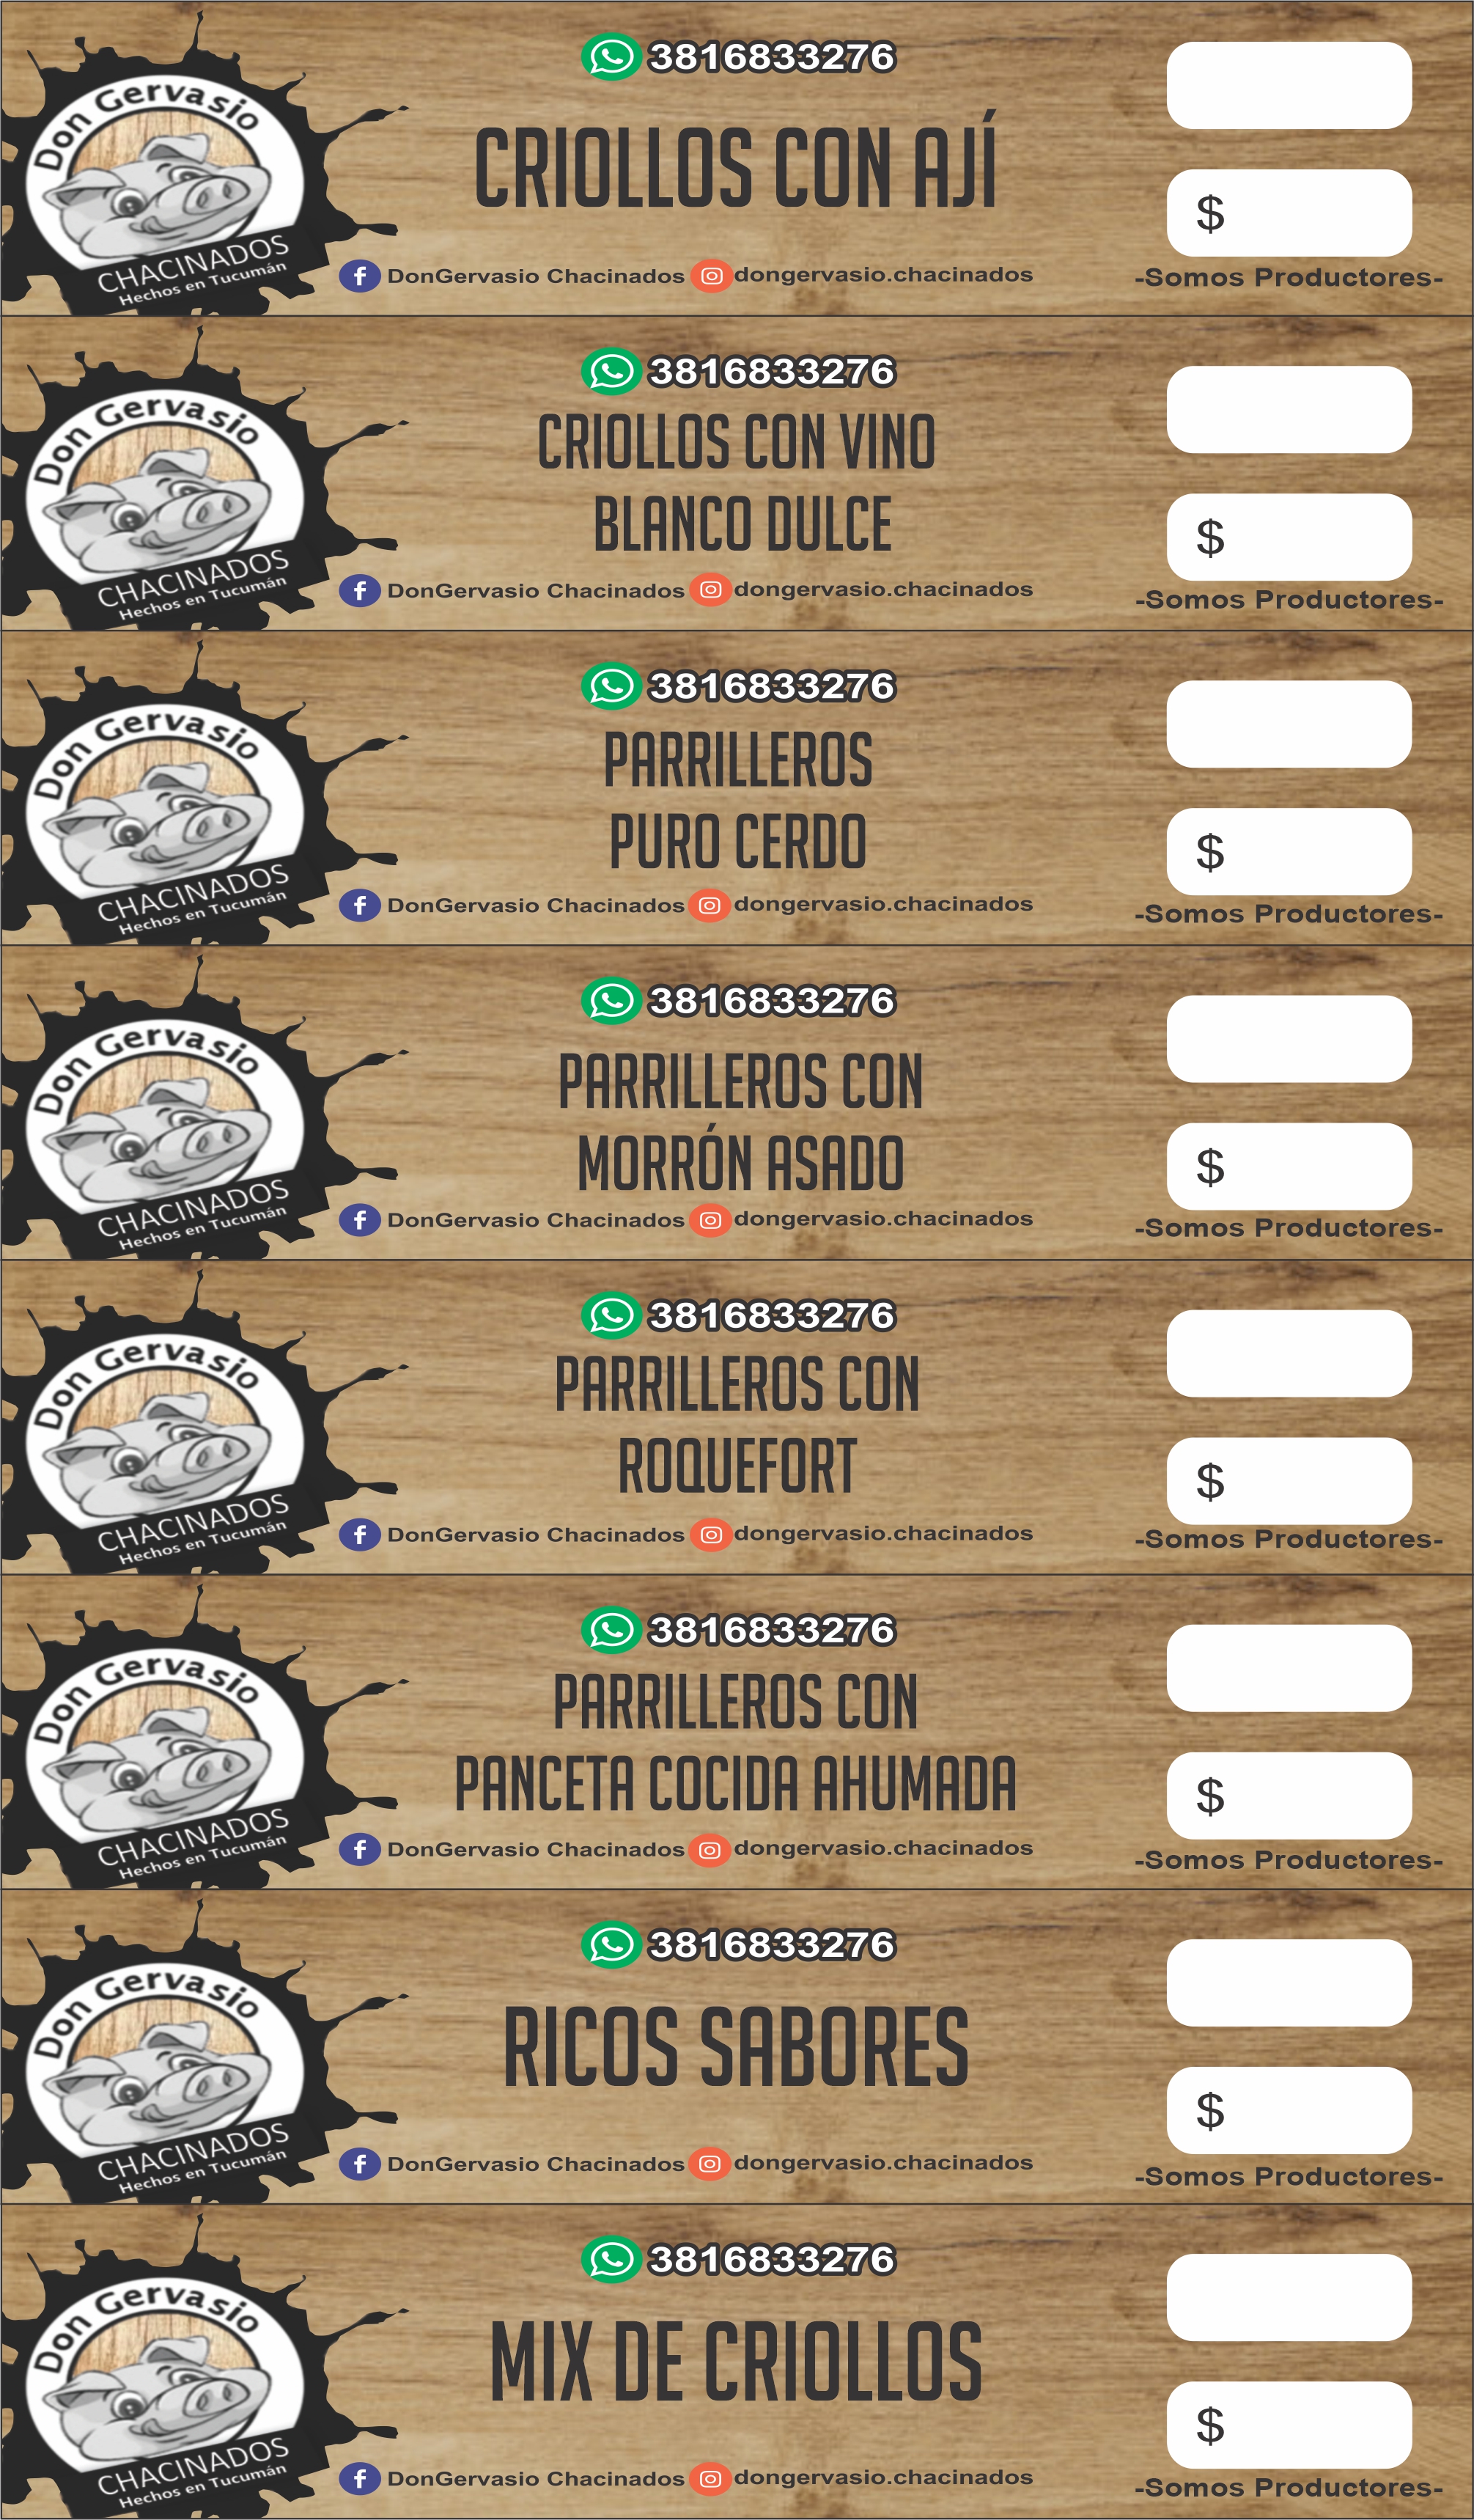 3816833276
Don Gervasio
CRIOLLOS CON AJÍ
$
CHACINADOS
Hechos en Tucumán
DonGervasio Chacinados dongervasio.chacinados
-Somos Productores-
3816833276
Don Gervasio
CRIOLLOS CON VINO
BLANCO DULCE
$
CHACINADOS
Hechos en Tucumán
DonGervasio Chacinados dongervasio.chacinados
-Somos Productores-
3816833276
Don Gervasio
PARRILLEROS
PURO CERDO
$
CHACINADOS
Hechos en Tucumán
DonGervasio Chacinados dongervasio.chacinados
-Somos Productores-
3816833276
Don Gervasio
PARRILLEROS CON
MORRÓN ASADO
$
CHACINADOS
Hechos en Tucumán
DonGervasio Chacinados dongervasio.chacinados
-Somos Productores-
3816833276
Don Gervasio
PARRILLEROS CON
ROQUEFORT
$
CHACINADOS
Hechos en Tucumán
DonGervasio Chacinados dongervasio.chacinados
-Somos Productores-
3816833276
Don Gervasio
PARRILLEROS CON
PANCETA COCIDA AHUMADA
$
CHACINADOS
Hechos en Tucumán
DonGervasio Chacinados dongervasio.chacinados
-Somos Productores-
3816833276
Don Gervasio
RICOS SABORES
$
CHACINADOS
Hechos en Tucumán
DonGervasio Chacinados dongervasio.chacinados
-Somos Productores-
3816833276
Don Gervasio
MIX DE CRIOLLOS
$
CHACINADOS
Hechos en Tucumán
DonGervasio Chacinados dongervasio.chacinados
-Somos Productores-